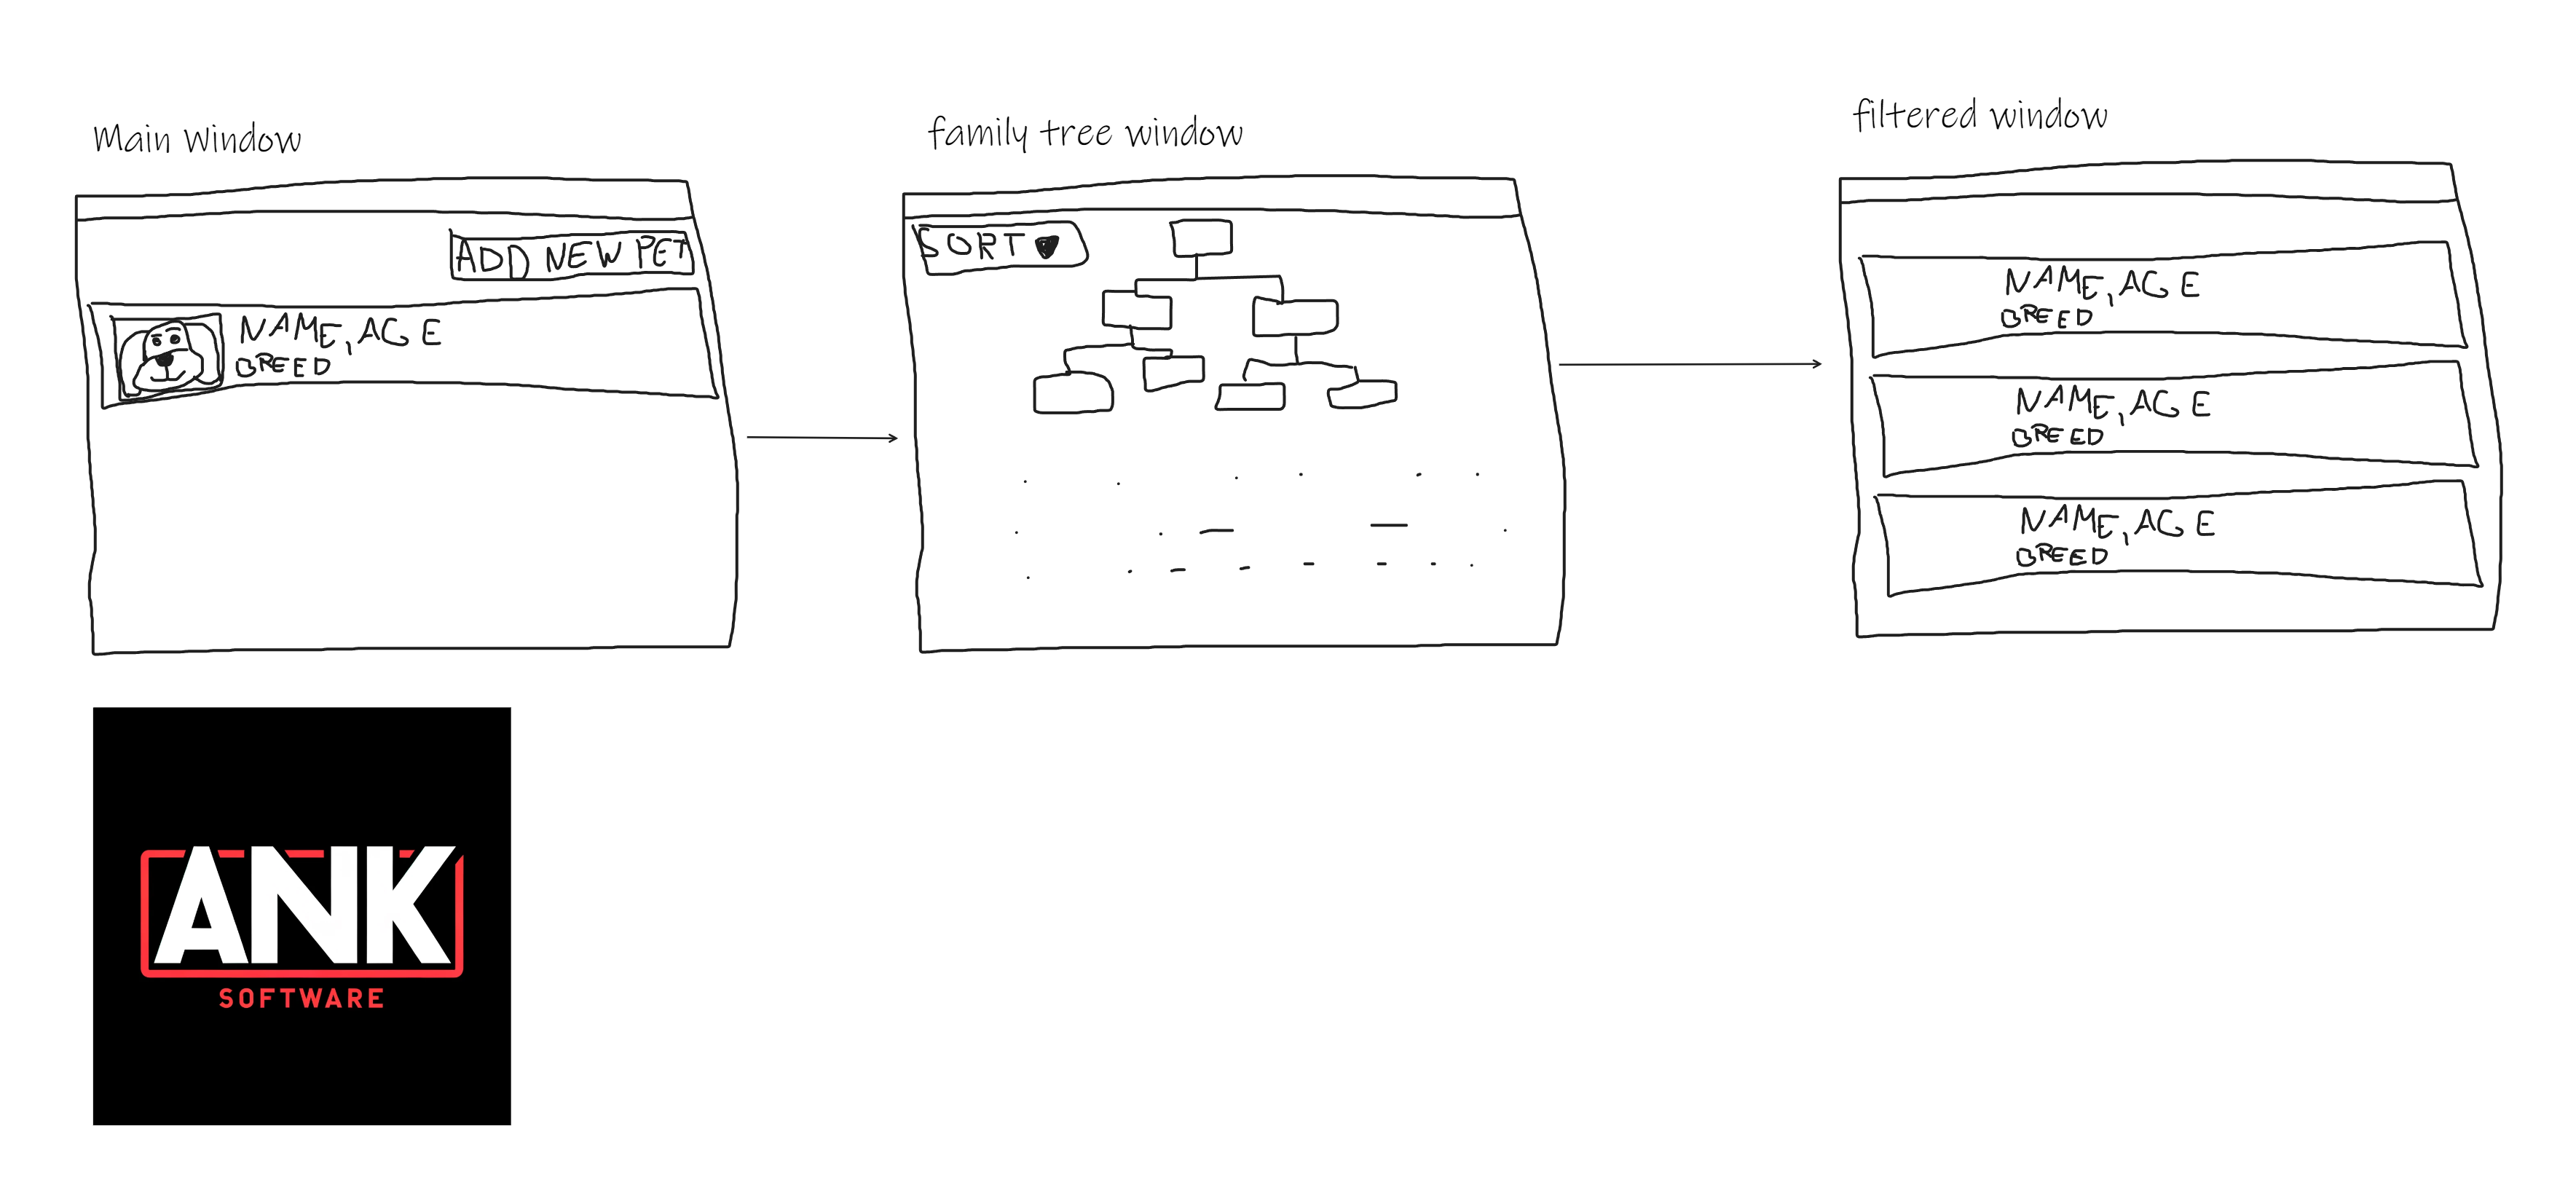 Main Window
family tree window
filtered window
ADD NEW PET
NAME, AGE
BREED
SORT
NAME, AGE
BREED
NAME, AGE
BREED
NAME, AGE
BREED
ANK
SOFTWARE